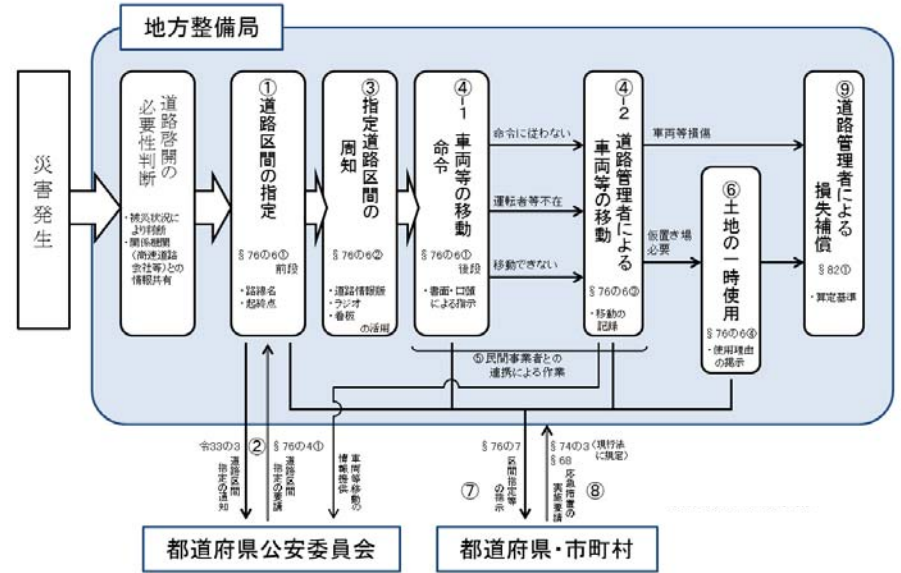 地方整備局
災害発生
道路啓開の
必要性判断
・被災状況に
より判断
・関係機関
(高速道路
会社等)との
情報共有
①道路区間の指定
§76の6①
前段
・路線名
・起終点
③指定道路区間の
周知
§76の6②
・道路情報版
・ラジオ
・看板
の活用
④-1 車両等の移動
命令
§76の6①
後段
・書面・口頭
による指示
命令に従わない
運転者等不在
移動できない
④-2 道路管理者による
車両等の移動
§76の6③
・移動の
記録
車両等損傷
仮置き場
必要
⑥土地の一時使用
§76の6④
・使用理由
の掲示
⑨道路管理者による
損失補償
§82①
・算定基準
⑤民間事業者との
連携による作業
令33の3
道路区間
指定の通知
②
§76の4①
道路区間
指定の要請
車両等移動の
情報提供
§76の7
⑦
区間指定等
の指示
§74の3(現行法
に規定)
§68
応急措置の
実施要請
⑧
都道府県公安委員会
都道府県・市町村